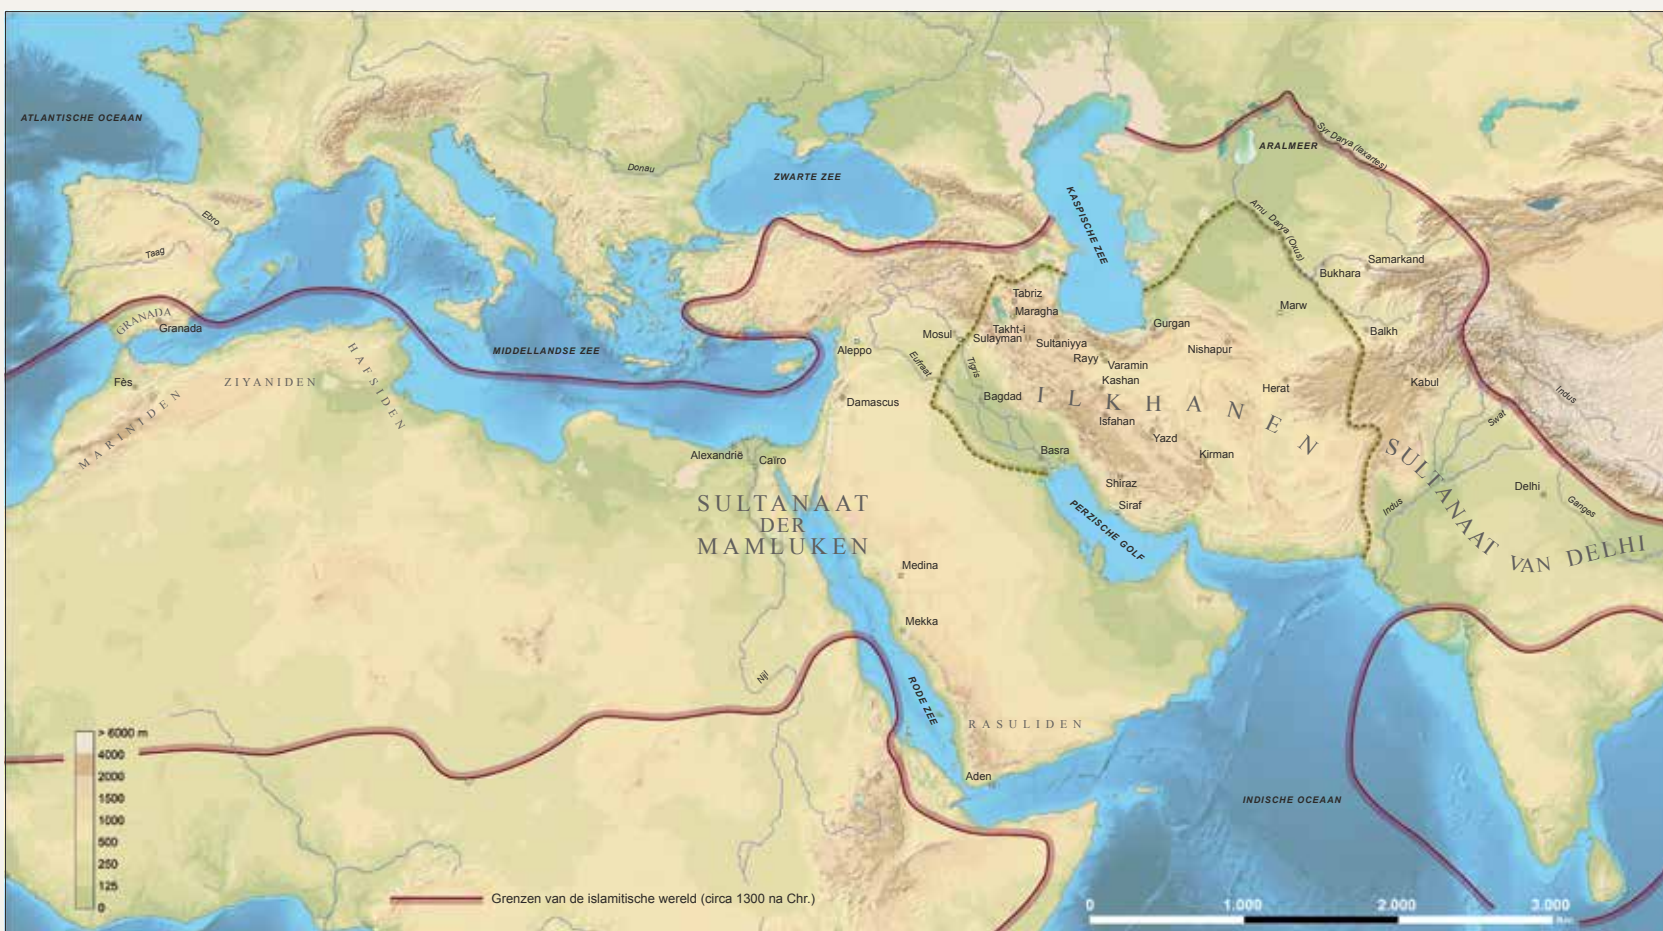 ATLANTISCHE OCEAAN
Donau
ZWARTE ZEE
KASPISCHE ZEE
ARALMEER
Syr Darya (Iaxartes)
Amu Darya (Oxus)
Ebro
Taag
GRANADA
Granada
MIDDELLANDSE ZEE
HAFSIDEN
ZIYANIDEN
Fès
MARINIDEN
Tabriz
Maragha
Takht-i
Sulayman
Mosul
Sultaniyya
Rayy
Varamin
Kashan
Gurgan
Nishapur
Marw
Bukhara
Samarkand
Balkh
Kabul
Herat
Aleppo
Eufraat
Tigris
Damascus
Bagdad
ILKHANEN
Isfahan
Yazd
Kirman
Basra
Shiraz
Siraf
PERZISCHE GOLF
Indus
Swat
SULTANAAT VAN DELHI
Indus
Delhi
Ganges
Alexandrië
Caïro
SULTANAAT
DER
MAMLUKEN
Medina
Mekka
Nijl
RODE ZEE
RASULIDEN
Aden
INDISCHE OCEAAN
> 6000 m
4000
2000
1500
1000
500
250
125
0
Grenzen van de islamitische wereld (circa 1300 na Chr.)
0 1.000 2.000 3.000